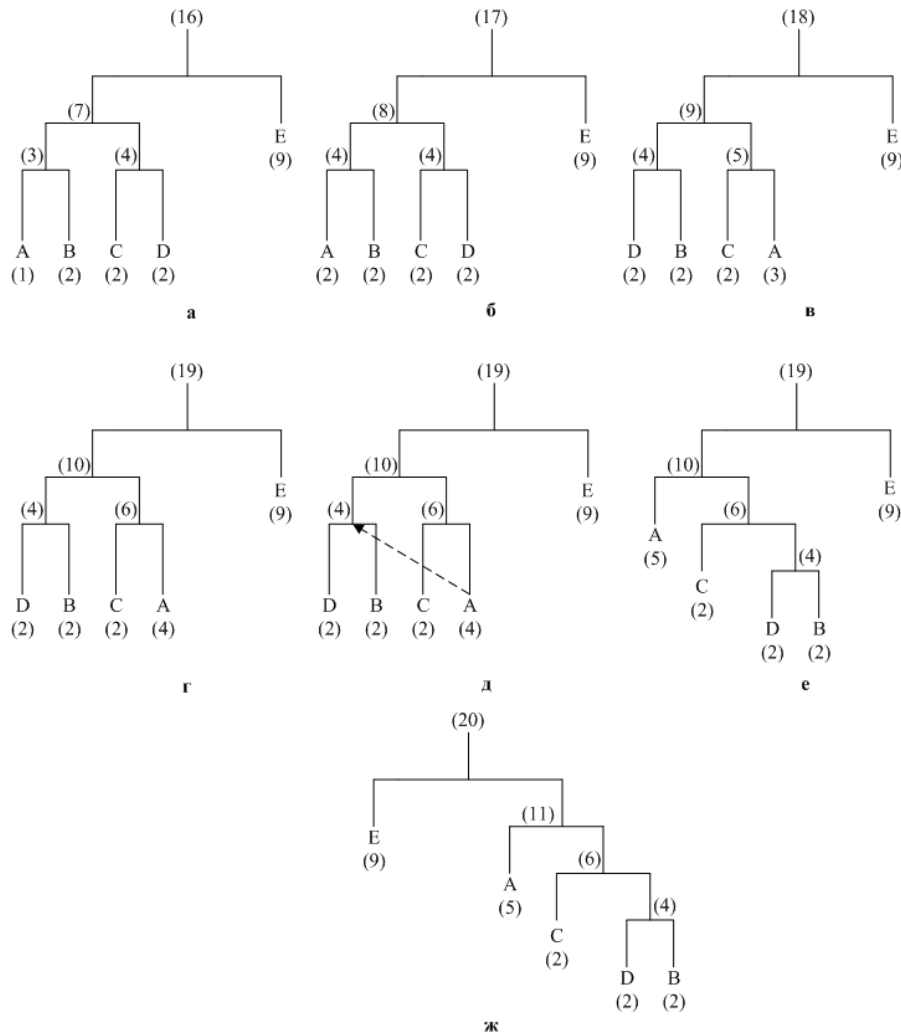 (16) (17) (18)
(7) (8) (9)
E E E
(3) (4) (9) (4) (4) (9) (4) (5) (9)
A B C D A B C D D B C A
(1) (2) (2) (2) (2) (2) (2) (2) (2) (2) (2) (3)
а б в
(19) (19) (19)
(10) (10) (10)
E E E
(4) (6) (9) (4) (6) (9) A (6) (9)
(5) (4)
C
D B C A D B C A (2)
(2) (2) (2) (4) (2) (2) (2) (4) D B
(2) (2)
г д е
(20)
(11)
E
(9) (6)
A
(5) (4)
C
(2)
D B
(2) (2)
ж